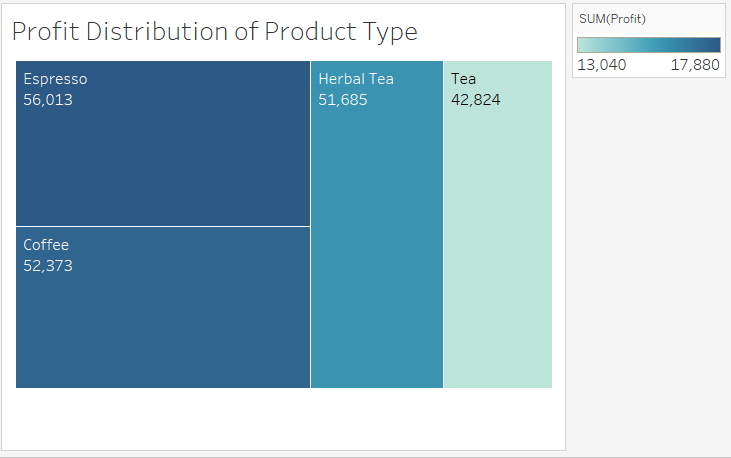 Profit Distribution of Product Type
Espresso
56,013
Coffee
52,373
Herbal Tea
51,685
Tea
42,824
SUM(Profit)
13,040 17,880